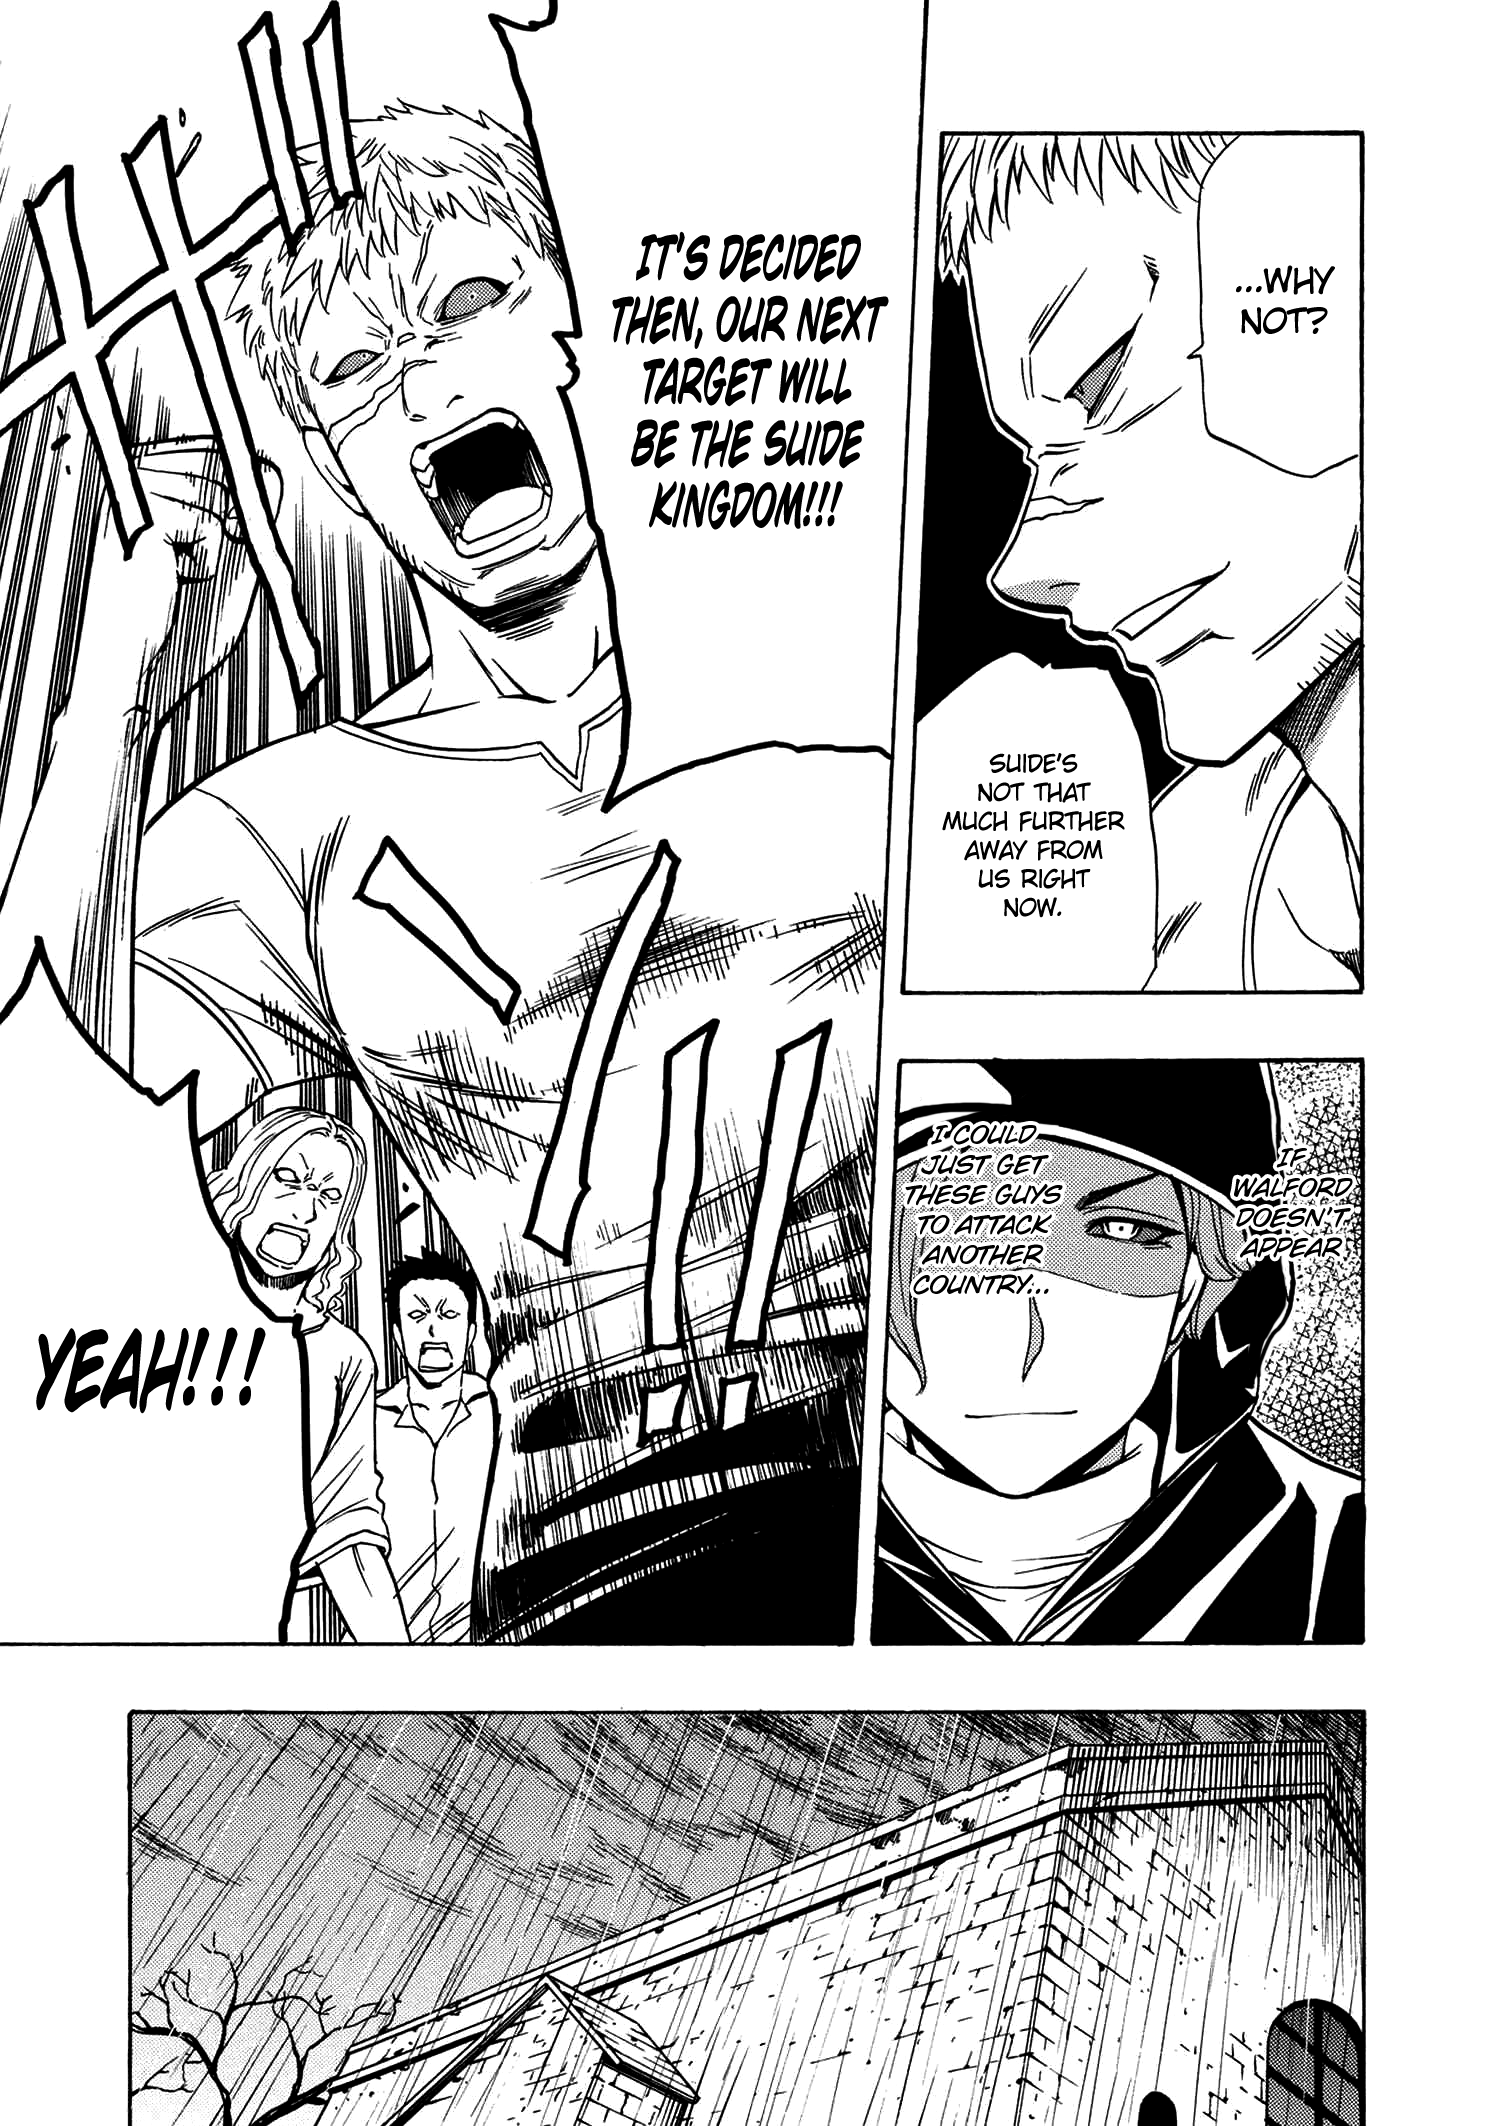 ...WHY
NOT?
SUIDE'S
NOT THAT
MUCH FURTHER
AWAY FROM
US RIGHT
NOW.
IF
WALFORD
DOESN'T
APPEAR
I COULD
JUST GET
THESE GUYS
TO ATTACK
ANOTHER
COUNTRY...
IT'S DECIDED
THEN, OUR NEXT
TARGET WILL
BE THE SUIDE
KINGDOM!!!
YEAH!!!